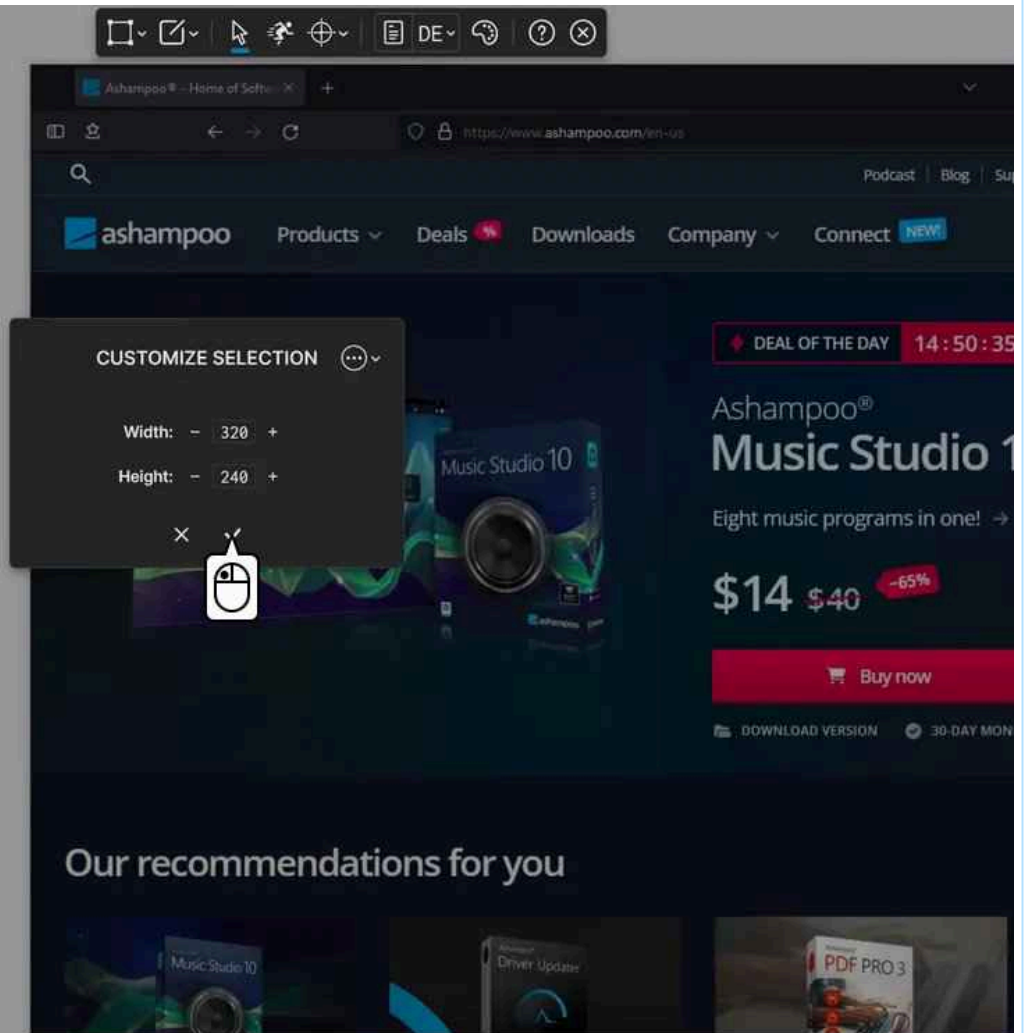 DE
Ashampoo® - Home of Softw
https://www.ashampoo.com/en-us
Podcast | Blog | Sup
ashampoo Products Deals % Downloads Company Connect NEW!
CUSTOMIZE SELECTION
Width: - 320 +
Height: - 240 +
DEAL OF THE DAY 14 : 50 : 35
Ashampoo®
Music Studio 1
Eight music programs in one! →
$14 $40 -65%
Buy now
DOWNLOAD VERSION 30-DAY MON
Music Studio 10
Ashampoo
Our recommendations for you
Music Studio 10
Driver Updater
PDF PRO 3